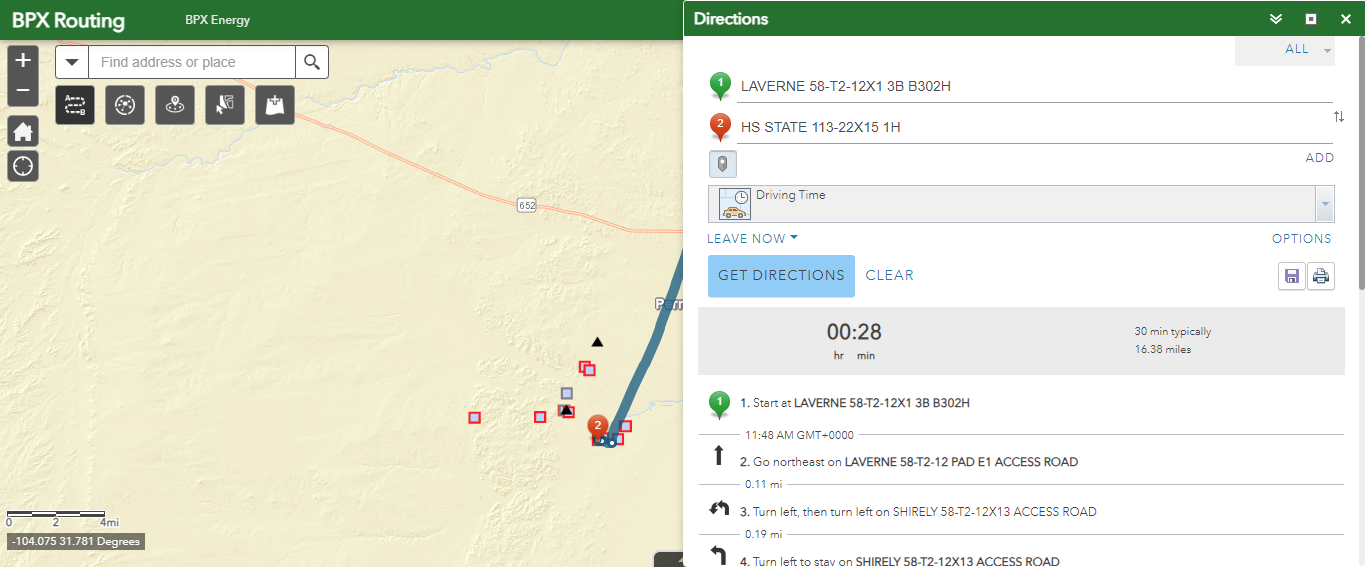 BPX Routing
BPX Energy
Directions
Find address or place
ALL
1 LAVERNE 58-T2-12X1 3B B302H
2 HS STATE 113-22X15 1H
ADD
Driving Time
LEAVE NOW
OPTIONS
GET DIRECTIONS CLEAR
00:28
hr min
30 min typically
16.38 miles
1 1. Start at LAVERNE 58-T2-12X1 3B B302H
11:48 AM GMT+0000
2. Go northeast on LAVERNE 58-T2-12 PAD E1 ACCESS ROAD
0.11 mi
3. Turn left, then turn left on SHIRELY 58-T2-12X13 ACCESS ROAD
0.19 mi
4. Turn left to stay on SHIRELY 58-T2-12X13 ACCESS ROAD
652
2
0 2 4mi
-104.075 31.781 Degrees